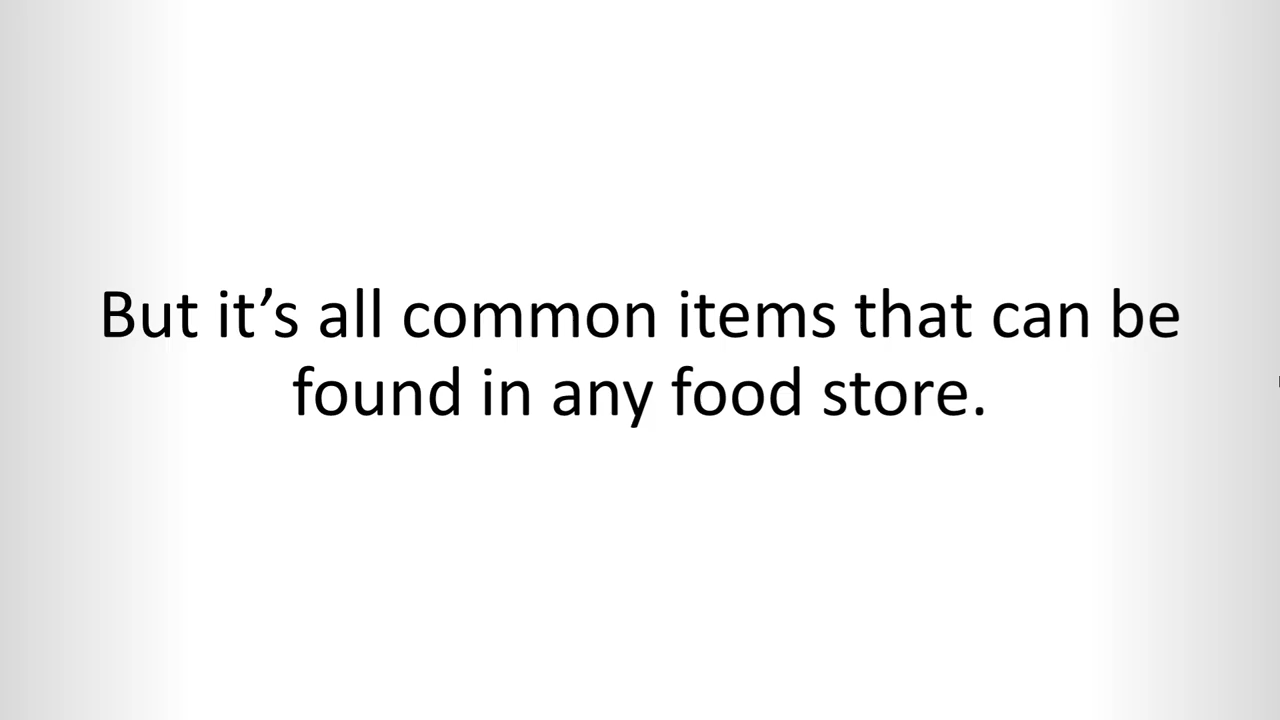 But it’s all common items that can be
found in any food store.